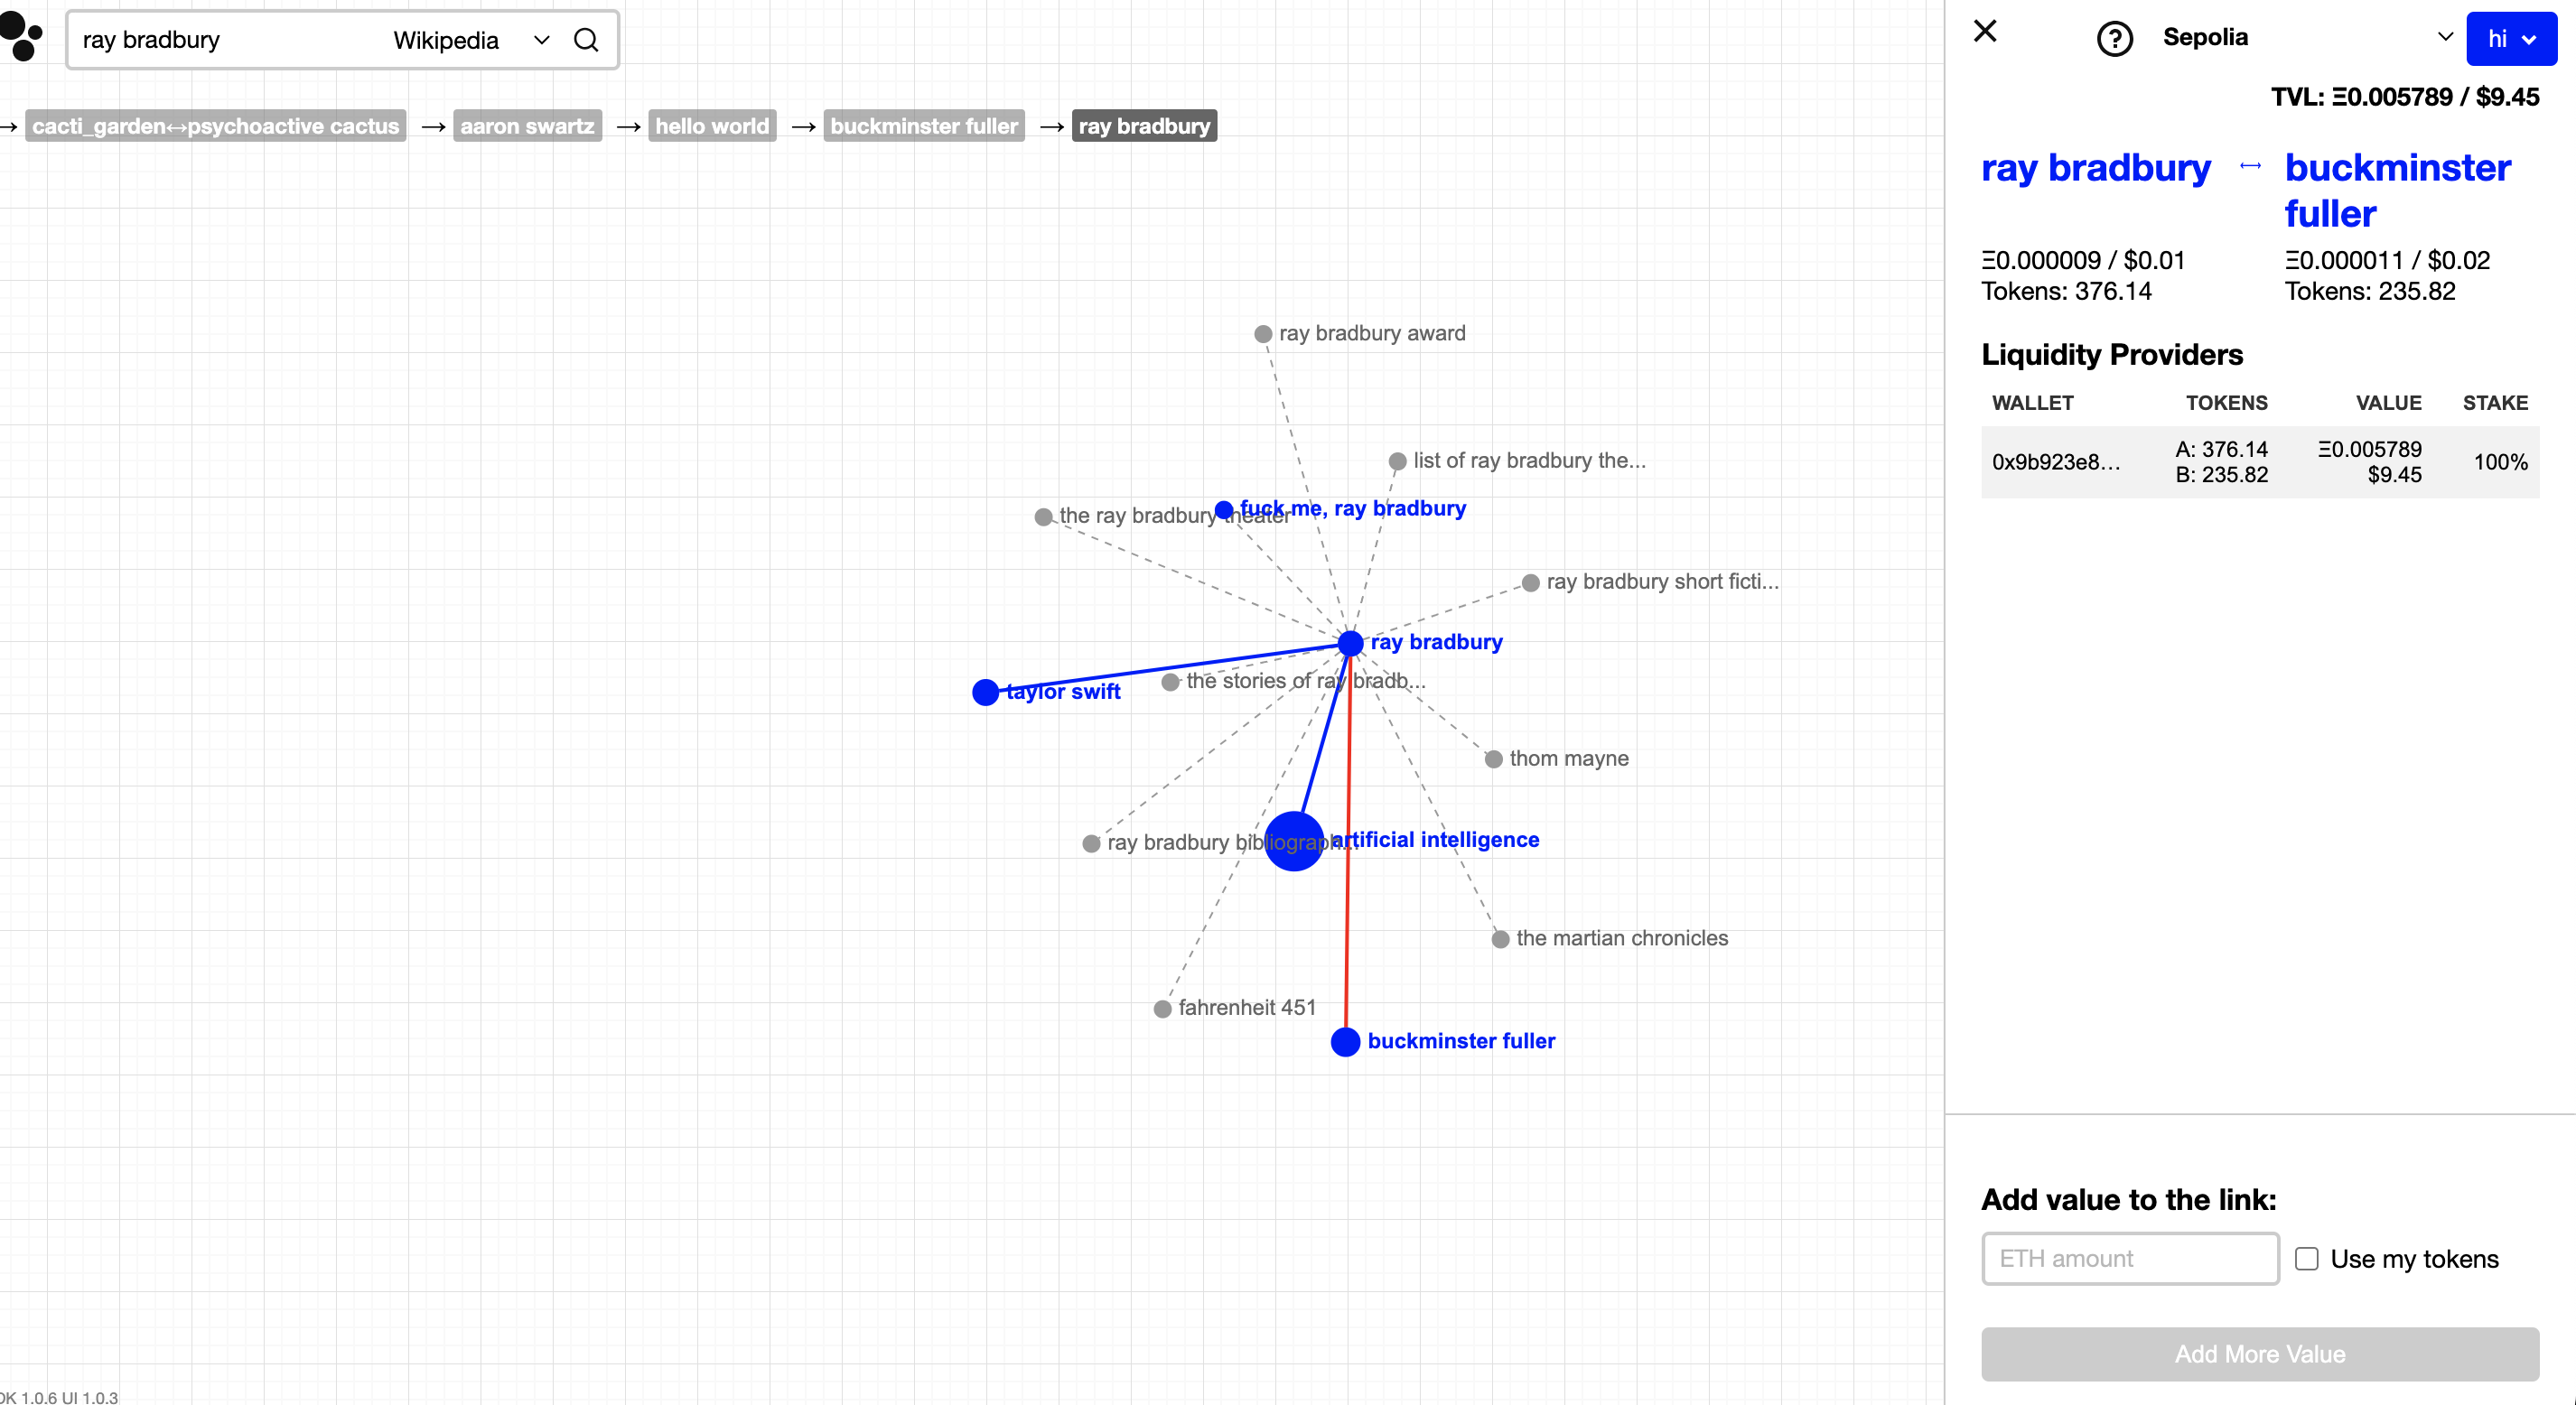 ray bradbury
Wikipedia
→ cacti_garden↔psychoactive cactus → aaron swartz → hello world → buckminster fuller → ray bradbury
ray bradbury award
list of ray bradbury the...
the ray bradbury theater
fuck me, ray bradbury
ray bradbury short ficti...
ray bradbury
taylor swift
the stories of ray bradb...
thom mayne
artificial intelligence
ray bradbury bibliograph...
the martian chronicles
fahrenheit 451
buckminster fuller
DK 1.0.6 UI 1.0.3
Sepolia
hi
TVL: Ξ0.005789 / $9.45
ray bradbury ↔ buckminster
fuller
Ξ0.000009 / $0.01 Ξ0.000011 / $0.02
Tokens: 376.14 Tokens: 235.82
Liquidity Providers
WALLET TOKENS VALUE STAKE
0x9b923e8... A: 376.14 Ξ0.005789 100%
B: 235.82 $9.45
Add value to the link:
ETH amount Use my tokens
Add More Value